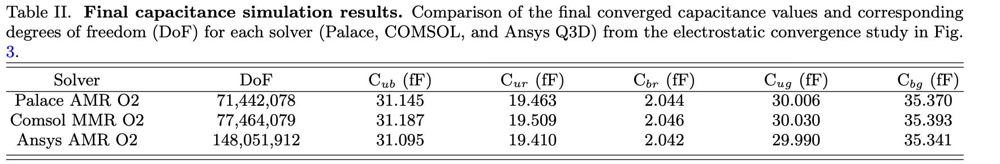 Table II. Final capacitance simulation results. Comparison of the final converged capacitance values and corresponding
degrees of freedom (DoF) for each solver (Palace, COMSOL, and Ansys Q3D) from the electrostatic convergence study in Fig.
3.
Solver DoF C_ub (fF) C_ur (fF) C_br (fF) C_ug (fF) C_bg (fF)
Palace AMR O2 71,442,078 31.145 19.463 2.044 30.006 35.370
Comsol MMR O2 77,464,079 31.187 19.509 2.046 30.030 35.393
Ansys AMR O2 148,051,912 31.095 19.410 2.042 29.990 35.341